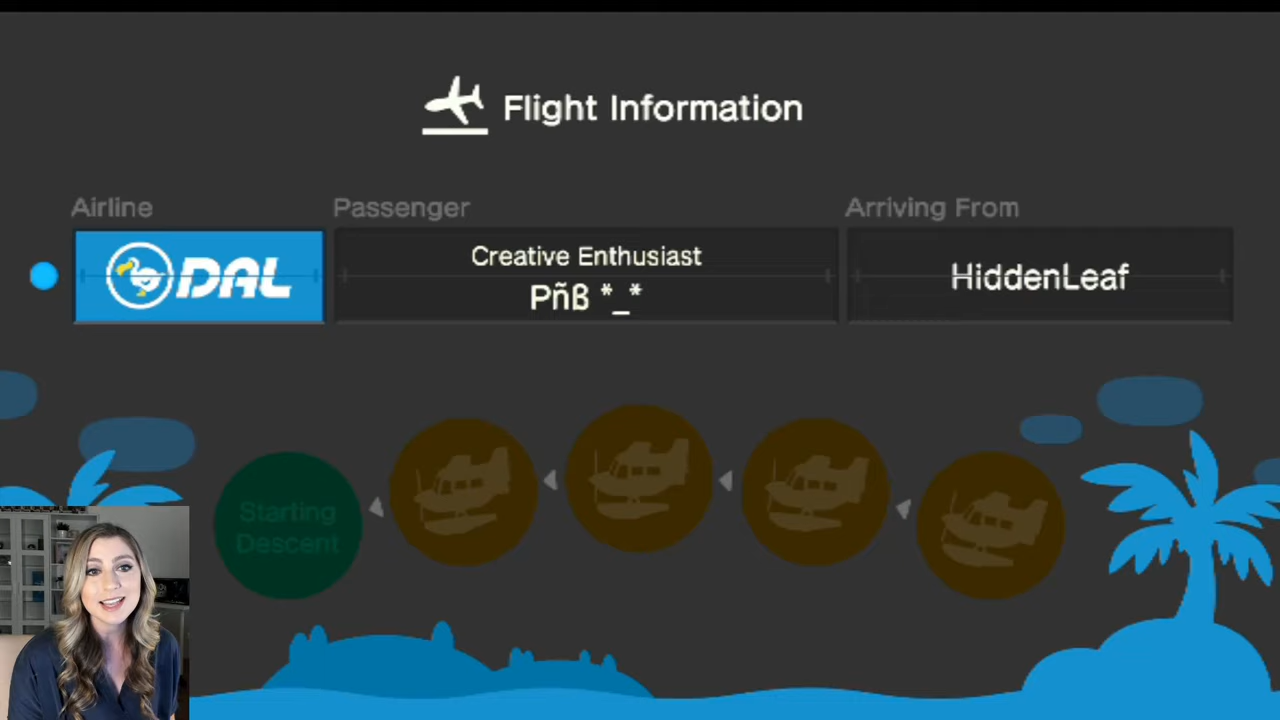 Flight Information
Airline
Passenger
Arriving From
DAL
Creative Enthusiast
Pñß *_*
HiddenLeaf
Starting
Descent